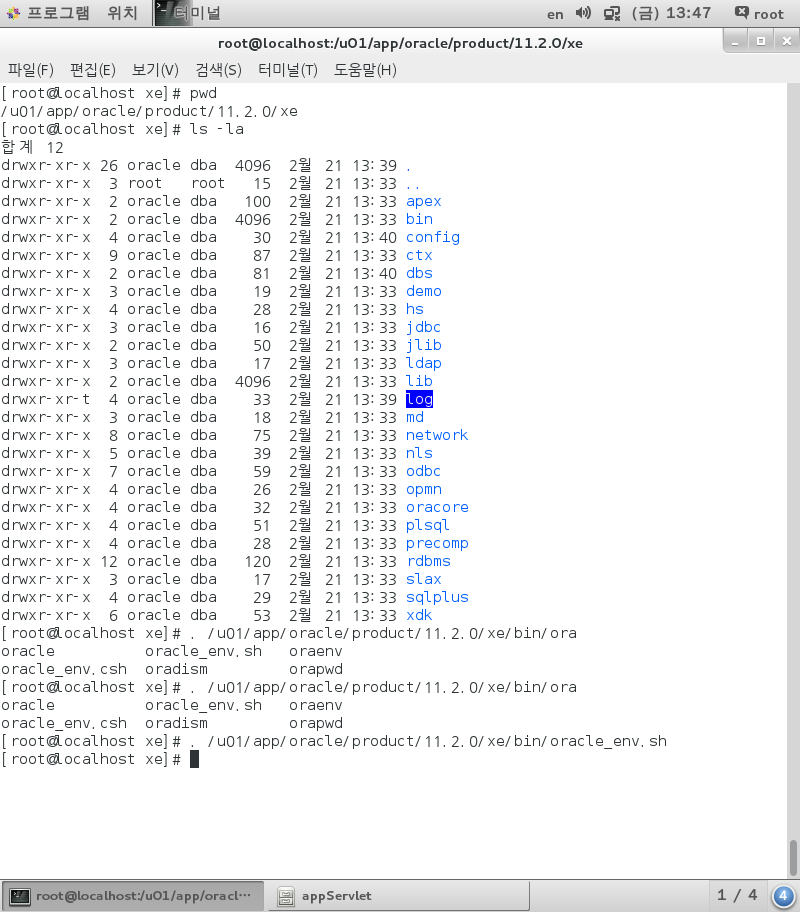 프로그램 위치 터미널 en (금) 13:47 root
root@localhost:/u01/app/oracle/product/11.2.0/xe
파일(F) 편집(E) 보기(V) 검색(S) 터미널(T) 도움말(H)
[root@localhost xe]# pwd
/u01/app/oracle/product/11.2.0/xe
[root@localhost xe]# ls -la
합계 12
drwxr-xr-x 26 oracle dba 4096 2월 21 13:39 .
drwxr-xr-x 3 root root 15 2월 21 13:33 ..
drwxr-xr-x 2 oracle dba 100 2월 21 13:33 apex
drwxr-xr-x 2 oracle dba 4096 2월 21 13:33 bin
drwxr-xr-x 4 oracle dba 30 2월 21 13:40 config
drwxr-xr-x 9 oracle dba 87 2월 21 13:33 ctx
drwxr-xr-x 2 oracle dba 81 2월 21 13:40 dbs
drwxr-xr-x 3 oracle dba 19 2월 21 13:33 demo
drwxr-xr-x 4 oracle dba 28 2월 21 13:33 hs
drwxr-xr-x 3 oracle dba 16 2월 21 13:33 jdbc
drwxr-xr-x 2 oracle dba 50 2월 21 13:33 jlib
drwxr-xr-x 3 oracle dba 17 2월 21 13:33 ldap
drwxr-xr-x 2 oracle dba 4096 2월 21 13:33 lib
drwxr-xr-t 4 oracle dba 33 2월 21 13:39 log
drwxr-xr-x 3 oracle dba 18 2월 21 13:33 md
drwxr-xr-x 8 oracle dba 75 2월 21 13:33 network
drwxr-xr-x 5 oracle dba 39 2월 21 13:33 nls
drwxr-xr-x 7 oracle dba 59 2월 21 13:33 odbc
drwxr-xr-x 4 oracle dba 26 2월 21 13:33 opmn
drwxr-xr-x 4 oracle dba 32 2월 21 13:33 oracore
drwxr-xr-x 4 oracle dba 51 2월 21 13:33 plsql
drwxr-xr-x 4 oracle dba 28 2월 21 13:33 precomp
drwxr-xr-x 12 oracle dba 120 2월 21 13:33 rdbms
drwxr-xr-x 3 oracle dba 17 2월 21 13:33 slax
drwxr-xr-x 4 oracle dba 29 2월 21 13:33 sqlplus
drwxr-xr-x 6 oracle dba 53 2월 21 13:33 xdk
[root@localhost xe]# . /u01/app/oracle/product/11.2.0/xe/bin/ora
oracle oracle_env.sh oraenv
oracle_env.csh oradism orapwd
[root@localhost xe]# . /u01/app/oracle/product/11.2.0/xe/bin/ora
oracle oracle_env.sh oraenv
oracle_env.csh oradism orapwd
[root@localhost xe]# . /u01/app/oracle/product/11.2.0/xe/bin/oracle_env.sh
[root@localhost xe]#
root@localhost:/u01/app/oracl… appServlet 1 / 4 4